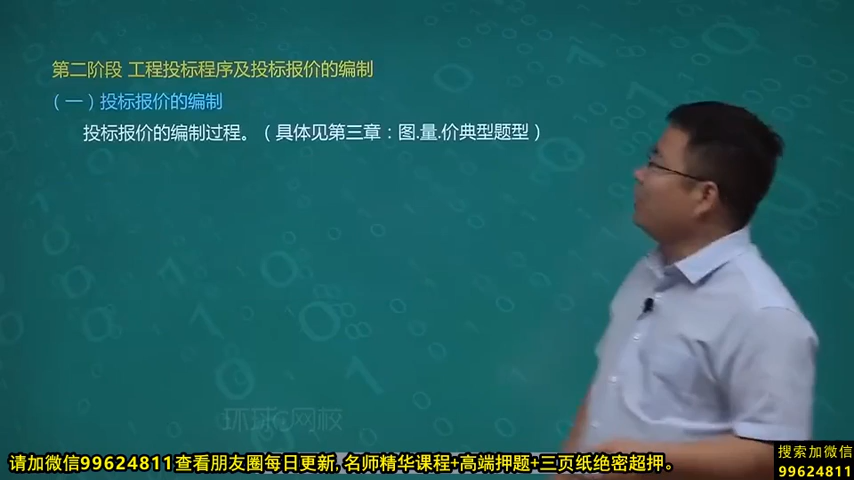 第二阶段 工程投标程序及投标报价的编制
（一）投标报价的编制
投标报价的编制过程。（具体见第三章：图.量.价典型题型）
环球网校
请加微信99624811查看朋友圈每日更新,名师精华课程+高端押题+三页纸绝密超押。
搜索加微信
99624811